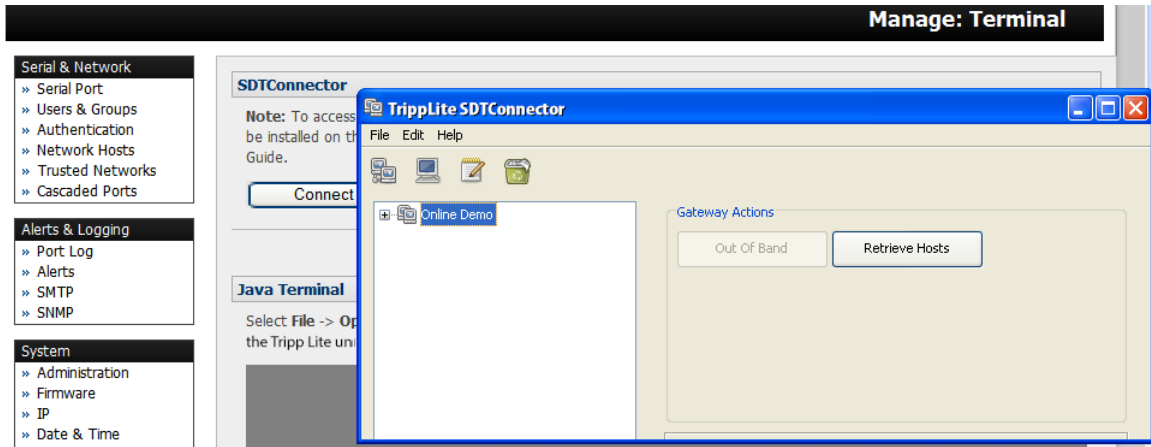 Manage: Terminal
Serial & Network
» Serial Port
» Users & Groups
» Authentication
» Network Hosts
» Trusted Networks
» Cascaded Ports
Alerts & Logging
» Port Log
» Alerts
» SMTP
» SNMP
System
» Administration
» Firmware
» IP
» Date & Time
SDTConnector
Note: To access
be installed on th
Guide.
Connect
Java Terminal
Select File -> Op
the Tripp Lite uni
TrippLite SDTConnector
File Edit Help
Online Demo
Gateway Actions
Out Of Band
Retrieve Hosts